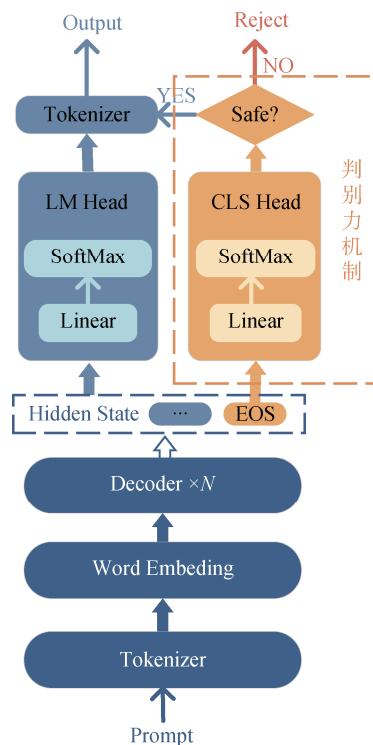 Output
Reject
NO
YES
Tokenizer
Safe?
LM Head
CLS Head
判别力机制
SoftMax
SoftMax
Linear
Linear
Hidden State
...
EOS
Decoder ×N
Word Embeding
Tokenizer
Prompt